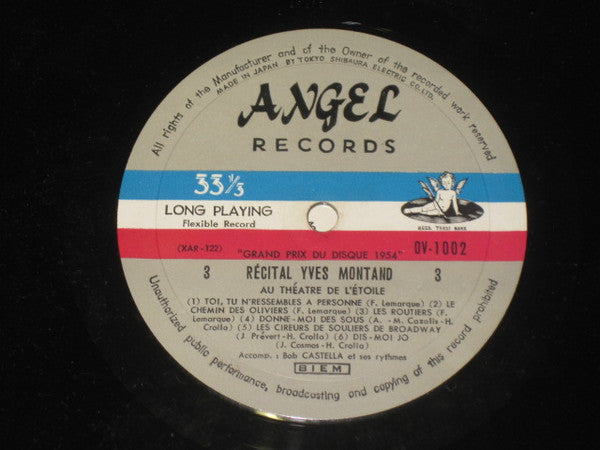 All rights of the Manufacturer and of the Owner of the recorded work reserved
MADE IN JAPAN BY TOKYO SHIBAURA ELECTRIC CO. LTD.
ANGEL
RECORDS
33 1/3
LONG PLAYING
Flexible Record
REGD. TRADE MARK
(XAR-122)
"GRAND PRIX DU DISQUE 1954"
OV-1002
3 RÉCITAL YVES MONTAND 3
AU THÉATRE DE L'ÉTOILE
(1) TOI, TU N'RESSEMBLES A PERSONNE (F. Lemarque) (2) LE
CHEMIN DES OLIVIERS (F. Lemarque) (3) LES ROUTIERS (F. Lemarque)
(4) DONNE-MOI DES SOUS (A. -M. Cazalis-H.
Crolla) (5) LES CIREURS DE SOULIERS DE BROADWAY
(J. Prévert-H. Crolla) (6) DIS-MOI JO
(J. Cosmos-H. Crolla)
Accomp. : Bob CASTELLA et ses rythmes
BIEM
Unauthorized public performance, broadcasting and copying of this record prohibited